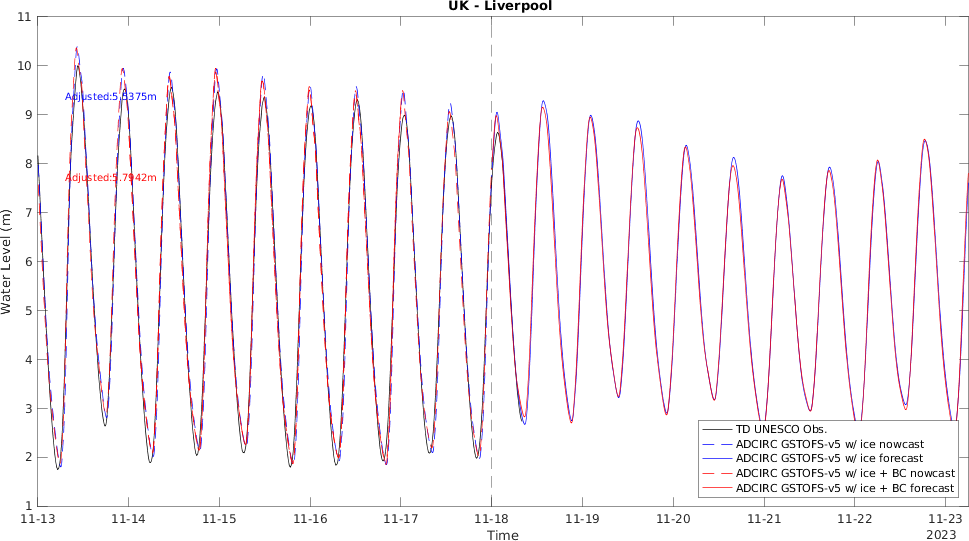 UK - Liverpool
11
10
9
8
7
6
5
4
3
2
1
Water Level (m)
Adjusted:5.5375m
Adjusted:5.7942m
TD UNESCO Obs.
ADCIRC GSTOFS-v5 w/ ice nowcast
ADCIRC GSTOFS-v5 w/ ice forecast
ADCIRC GSTOFS-v5 w/ ice + BC nowcast
ADCIRC GSTOFS-v5 w/ ice + BC forecast
11-13 11-14 11-15 11-16 11-17 11-18 11-19 11-20 11-21 11-22 11-23
Time
2023